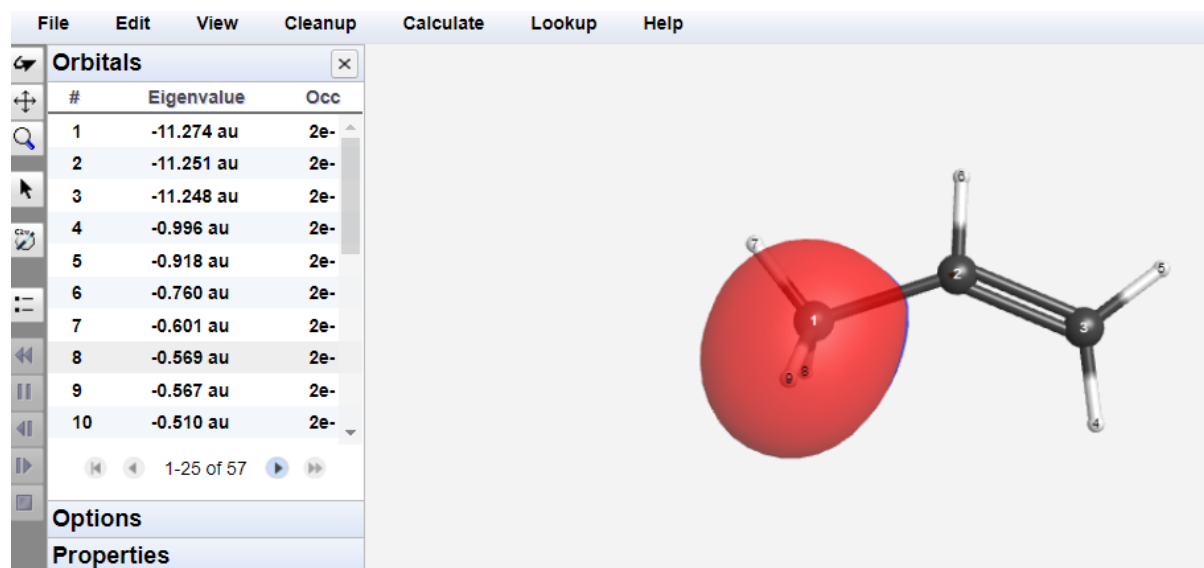 File Edit View Cleanup Calculate Lookup Help
Orbitals
# Eigenvalue Occ
1 -11.274 au 2e-
2 -11.251 au 2e-
3 -11.248 au 2e-
4 -0.996 au 2e-
5 -0.918 au 2e-
6 -0.760 au 2e-
7 -0.601 au 2e-
8 -0.569 au 2e-
9 -0.567 au 2e-
10 -0.510 au 2e-
1-25 of 57
Options
Properties
6
7
2
5
1
3
8
9
4